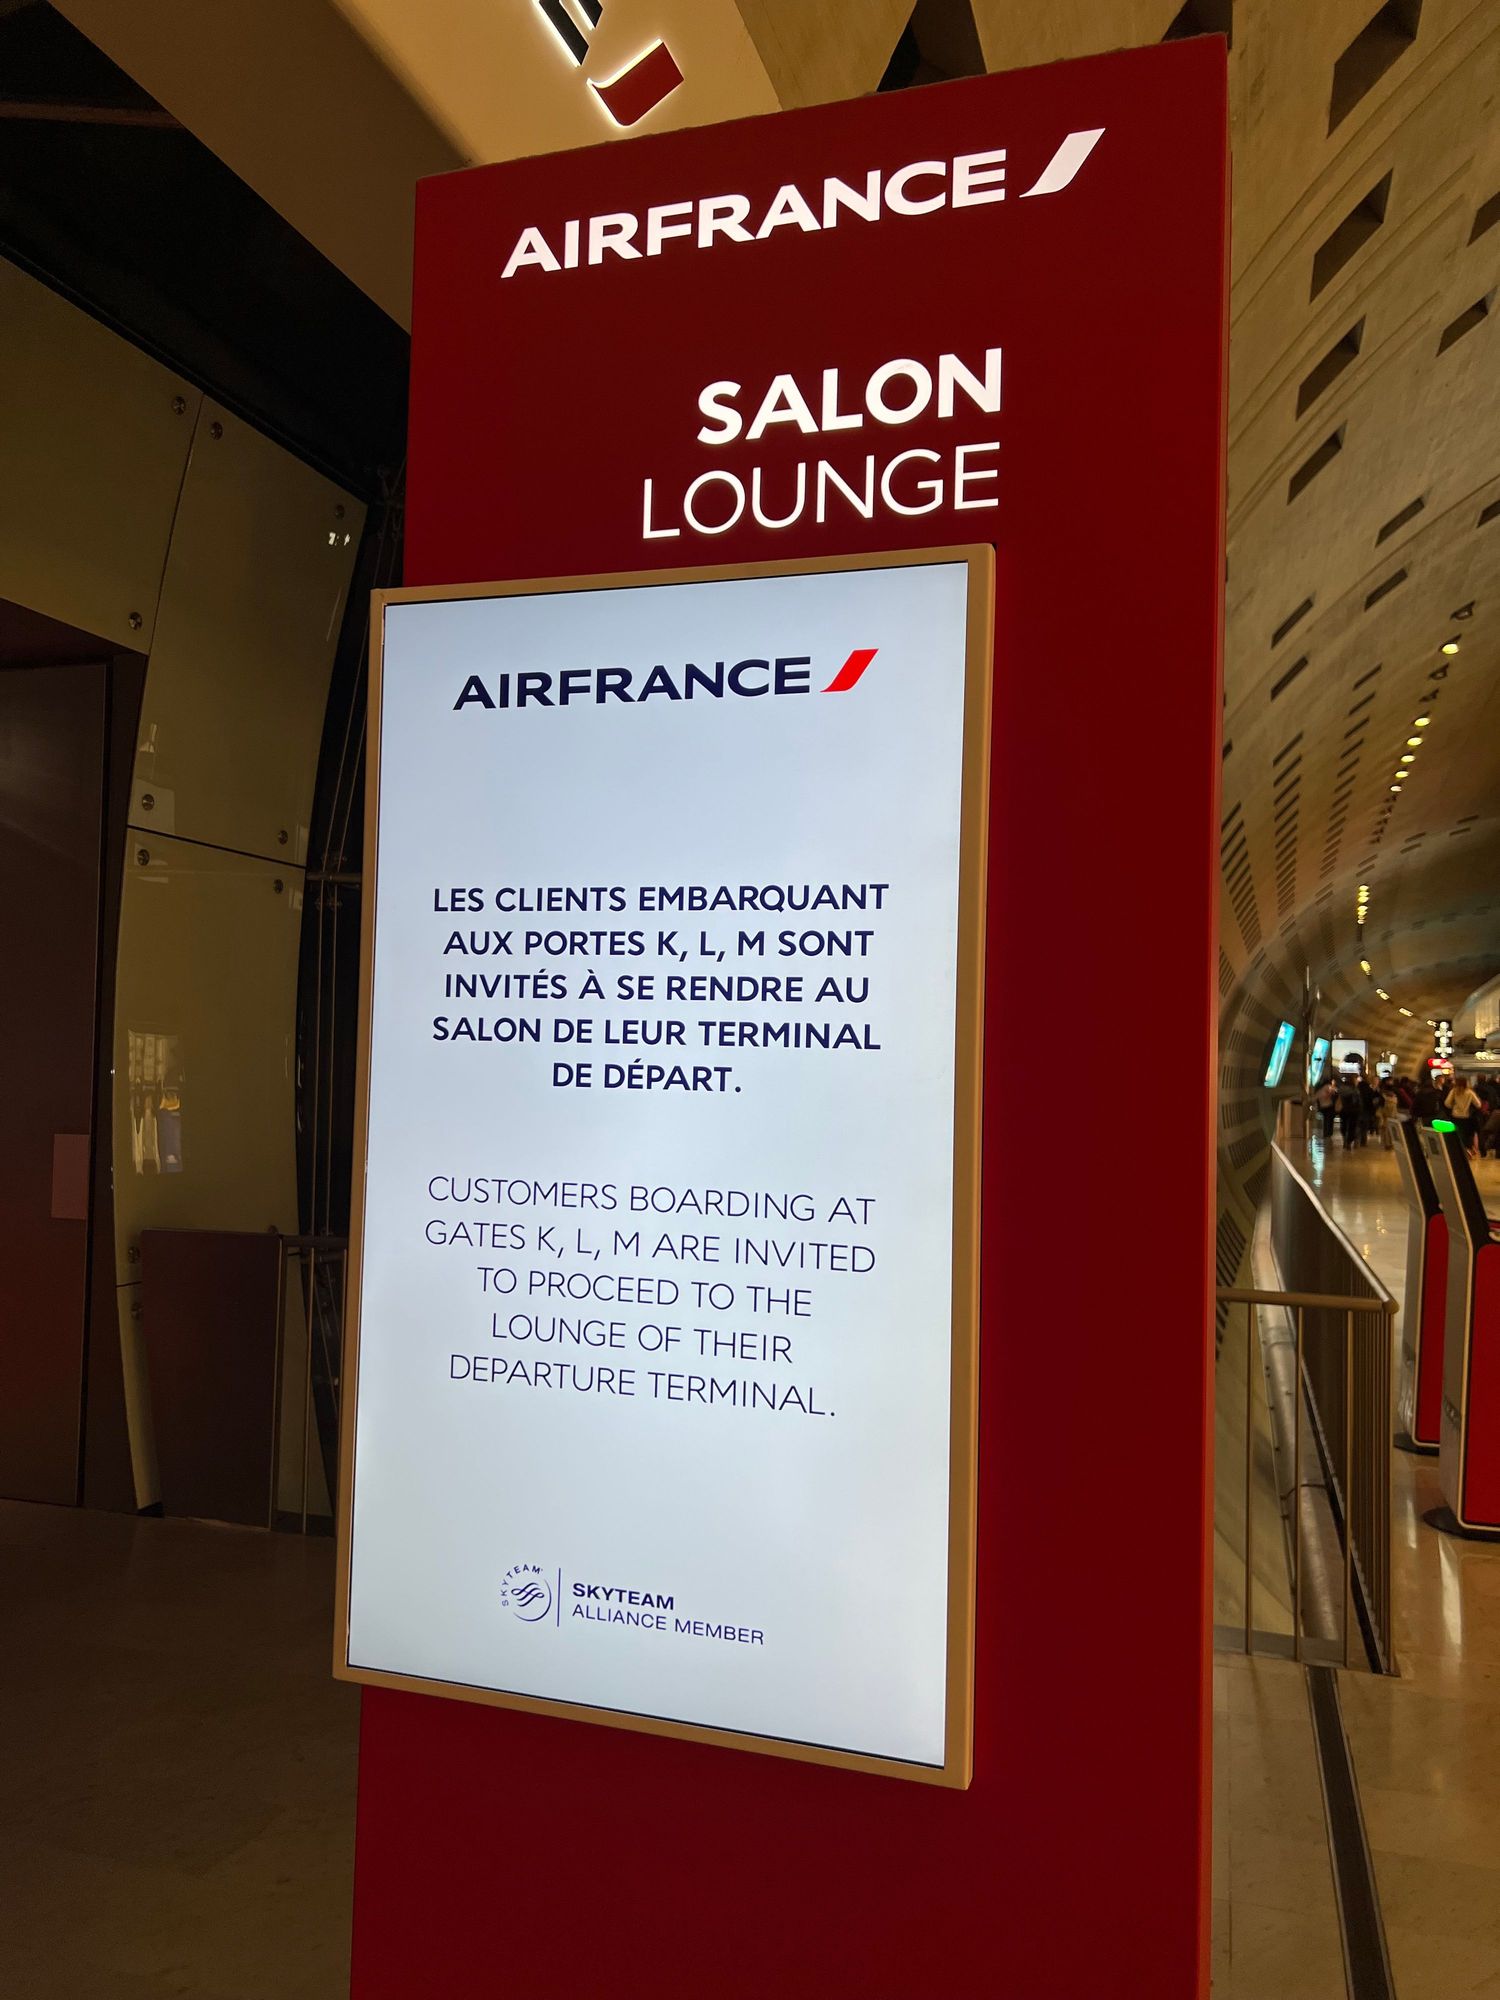 AIRFRANCE
SALON
LOUNGE
AIRFRANCE
LES CLIENTS EMBARQUANT
AUX PORTES K, L, M SONT
INVITÉS À SE RENDRE AU
SALON DE LEUR TERMINAL
DE DÉPART.
CUSTOMERS BOARDING AT
GATES K, L, M ARE INVITED
TO PROCEED TO THE
LOUNGE OF THEIR
DEPARTURE TERMINAL.
SKYTEAM
SKYTEAM
ALLIANCE MEMBER